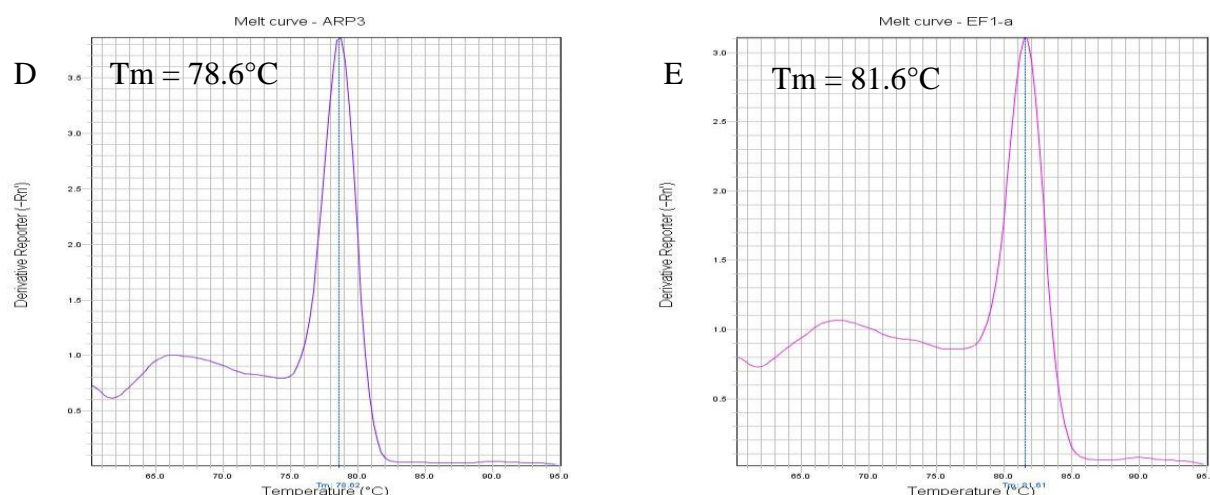 Melt curve - ARP3
D
Tm = 78.6°C
Derivative Reporter (-Rn')
3.5
3.0
2.5
2.0
1.5
1.0
0.5
65.0 70.0 75.0 80.0 85.0 90.0 95.0
Tm: 78.62
Temperature (°C)
Melt curve - EF1-a
E
Tm = 81.6°C
Derivative Reporter (-Rn')
3.0
2.5
2.0
1.5
1.0
0.5
65.0 70.0 75.0 80.0 85.0 90.0 95.
Tm: 81.61
Temperature (°C)